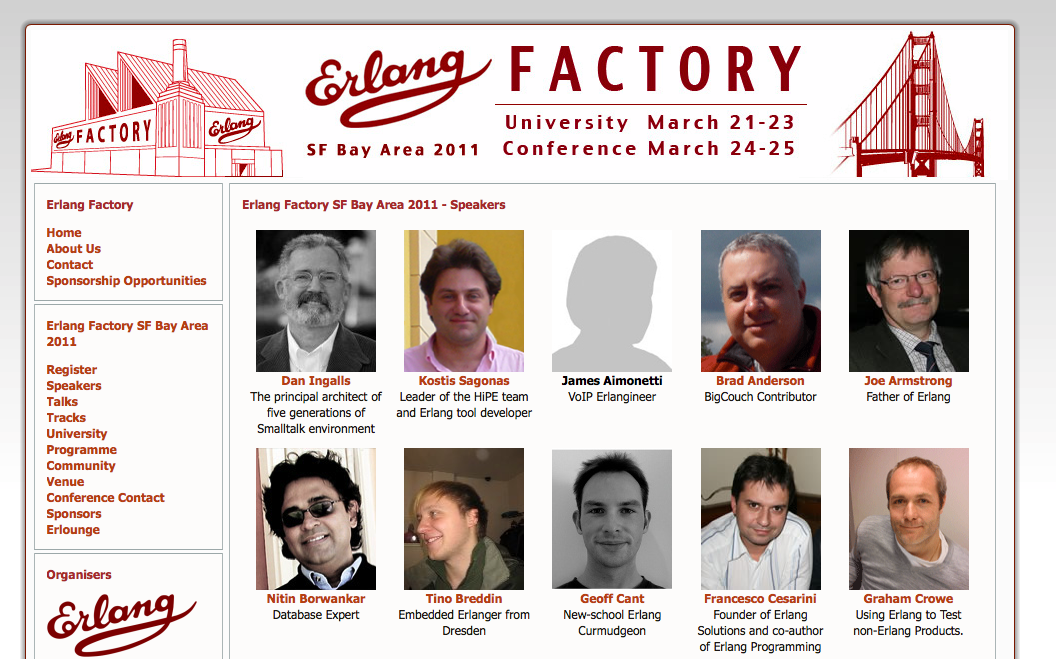 Erlang FACTORY
Erlang
Erlang
SF Bay Area 2011
FACTORY
University March 21-23
Conference March 24-25
Erlang Factory
Home
About Us
Contact
Sponsorship Opportunities
Erlang Factory SF Bay Area
2011
Register
Speakers
Talks
Tracks
University
Programme
Community
Venue
Conference Contact
Sponsors
Erlounge
Organisers
Erlang
Erlang Factory SF Bay Area 2011 - Speakers
Dan Ingalls
The principal architect of
five generations of
Smalltalk environment
Kostis Sagonas
Leader of the HiPE team
and Erlang tool developer
James Aimonetti
VoIP Erlangineer
Brad Anderson
BigCouch Contributor
Joe Armstrong
Father of Erlang
Nitin Borwankar
Database Expert
Tino Breddin
Embedded Erlanger from
Dresden
Geoff Cant
New-school Erlang
Curmudgeon
Francesco Cesarini
Founder of Erlang
Solutions and co-author
of Erlang Programming
Graham Crowe
Using Erlang to Test
non-Erlang Products.